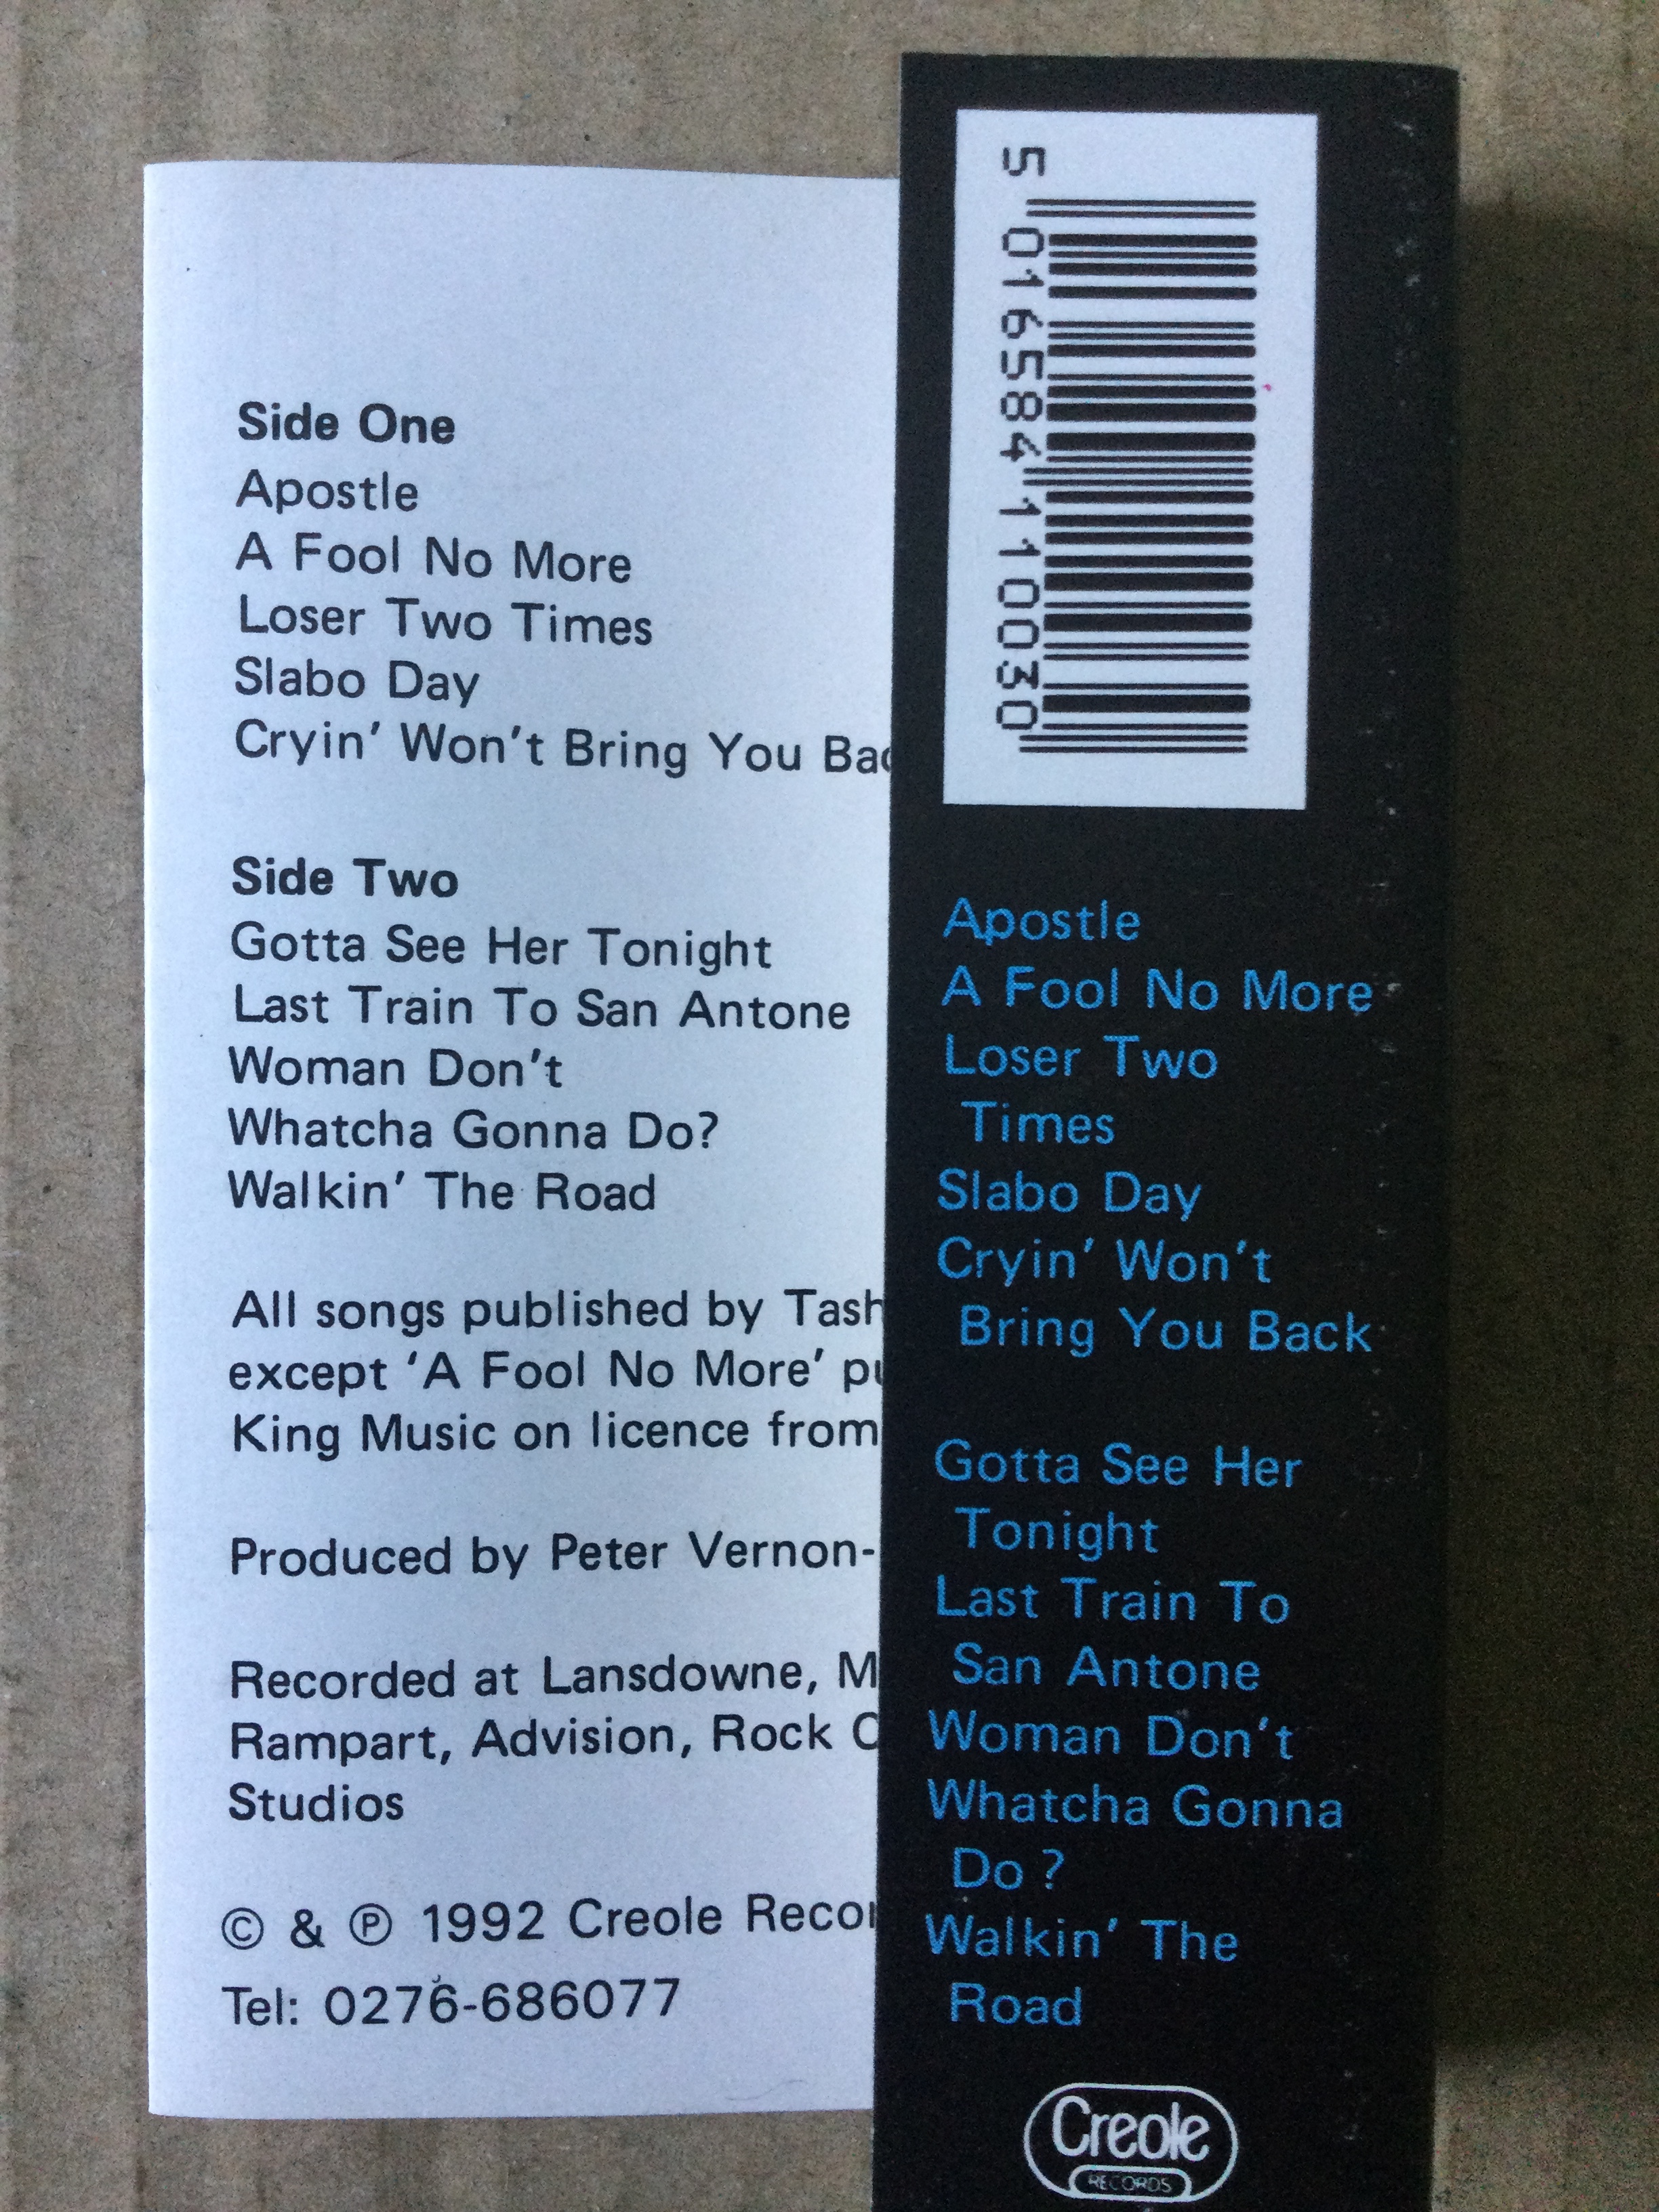 Side One
Apostle
A Fool No More
Loser Two Times
Slabo Day
Cryin' Won't Bring You
Side Two
Gotta See Her Tonight
Last Train To San Antone
Woman Don't
Whatcha Gonna Do?
Walkin' The Road
All songs published by
except 'A Fool No More'
King Music on licence from
Produced by Peter Vernon-
Recorded at Lansdowne,
Rampart, Advision, Rock
Studios
© & ℗ 1992 Creole
Tel: 0276-686077
5 016584 110030
Apostle
A Fool No More
Loser Two
Times
Slabo Day
Cryin' Won't
Bring You Back
Gotta See Her
Tonight
Last Train To
San Antone
Woman Don't
Whatcha Gonna
Do ?
Walkin' The
Road
Creole
RECORDS